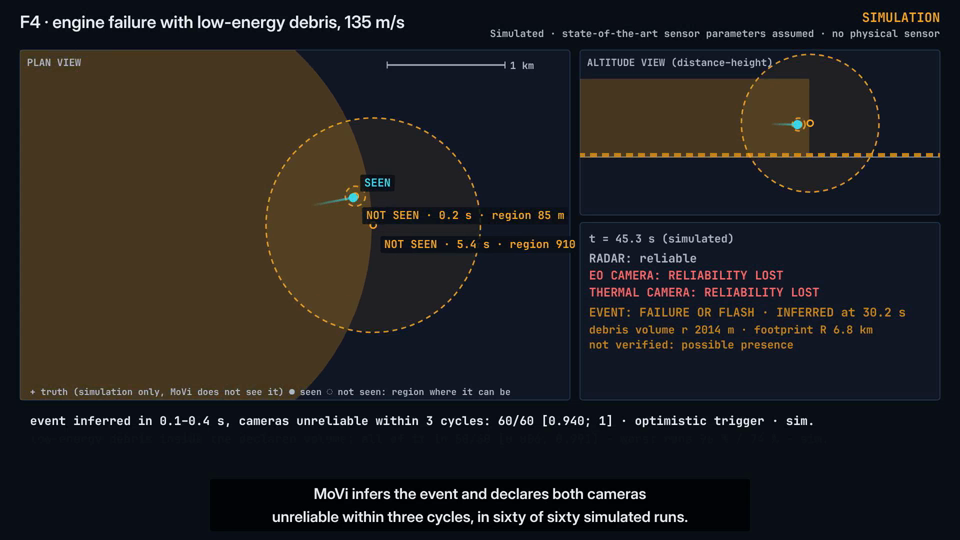 F4 · engine failure with low-energy debris, 135 m/s
SIMULATION
Simulated · state-of-the-art sensor parameters assumed · no physical sensor
PLAN VIEW
1 km
SEEN
NOT SEEN · 0.2 s · region 85 m
NOT SEEN · 5.4 s · region 910
+ truth (simulation only, MoVi does not see it) ● seen ○ not seen: region where it can be
ALTITUDE VIEW (distance-height)
t = 45.3 s (simulated)
RADAR: reliable
EO CAMERA: RELIABILITY LOST
THERMAL CAMERA: RELIABILITY LOST
EVENT: FAILURE OR FLASH · INFERRED at 30.2 s
debris volume r 2014 m · footprint R 6.8 km
not verified: possible presence
event inferred in 0.1–0.4 s, cameras unreliable within 3 cycles: 60/60 [0.940; 1] · optimistic trigger · sim.
MoVi infers the event and declares both cameras
unreliable within three cycles, in sixty of sixty simulated runs.